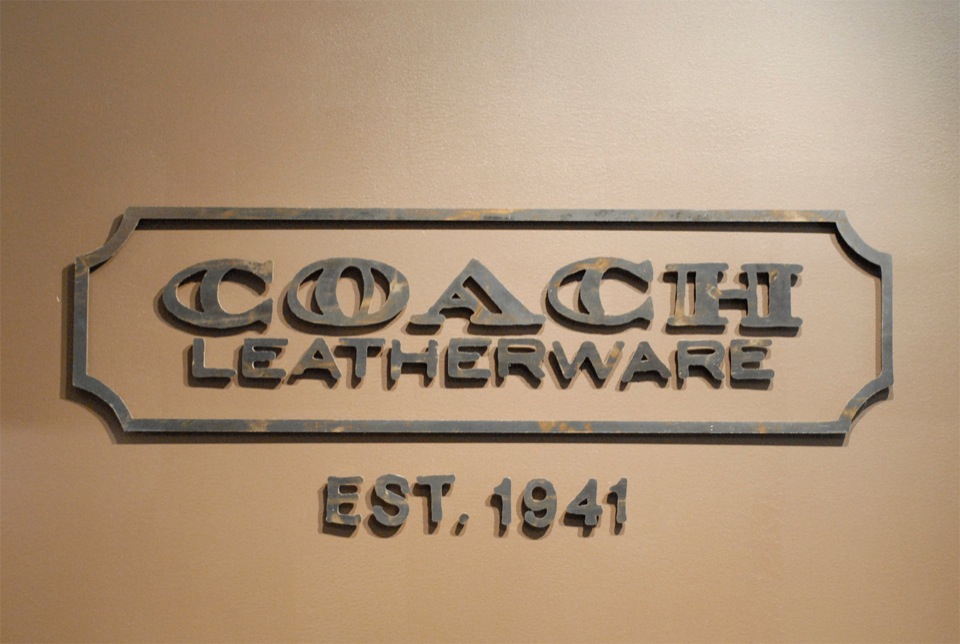 COACH
LEATHERWARE
EST, 1941